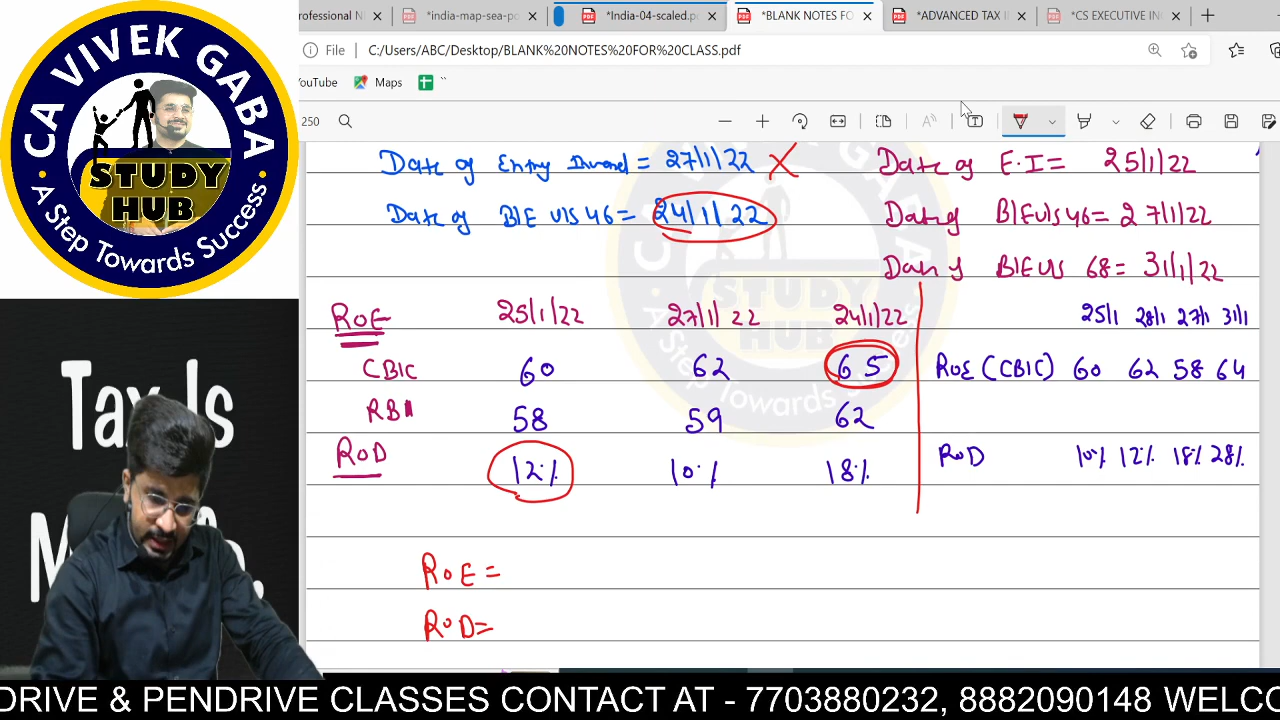 rofessional N
*india-map-sea-po
*India-04-scaled.p
*BLANK NOTES FO
*ADVANCED TAX
*CS EXECUTIVE IN
File C:/Users/ABC/Desktop/BLANK%20NOTES%20FOR%20CLASS.pdf
YouTube Maps ``
250
CA VIVEK GABA
STUDY
HUB
A Step Towards Success
Tax Is
Date of Entry Inward = 27/1/22 X
Date of B/E U/S 46 = 24/1/22
Date of E.I = 25/1/22
Date of B/E U/S 46 = 27/1/22
Date of B/E U/S 68 = 31/1/22
RoE 25/1/22 27/1/22 24/1/22
CBIC 60 62 65
RBI 58 59 62
RoD 12% 10% 18%
25/1 28/1 27/1 31/1
RoE (CBIC) 60 62 58 64
RoD 10% 12% 18% 28%
RoE =
RoD =
STUDY
HUB
Towards
DRIVE & PENDRIVE CLASSES CONTACT AT - 7703880232, 8882090148 WELCO